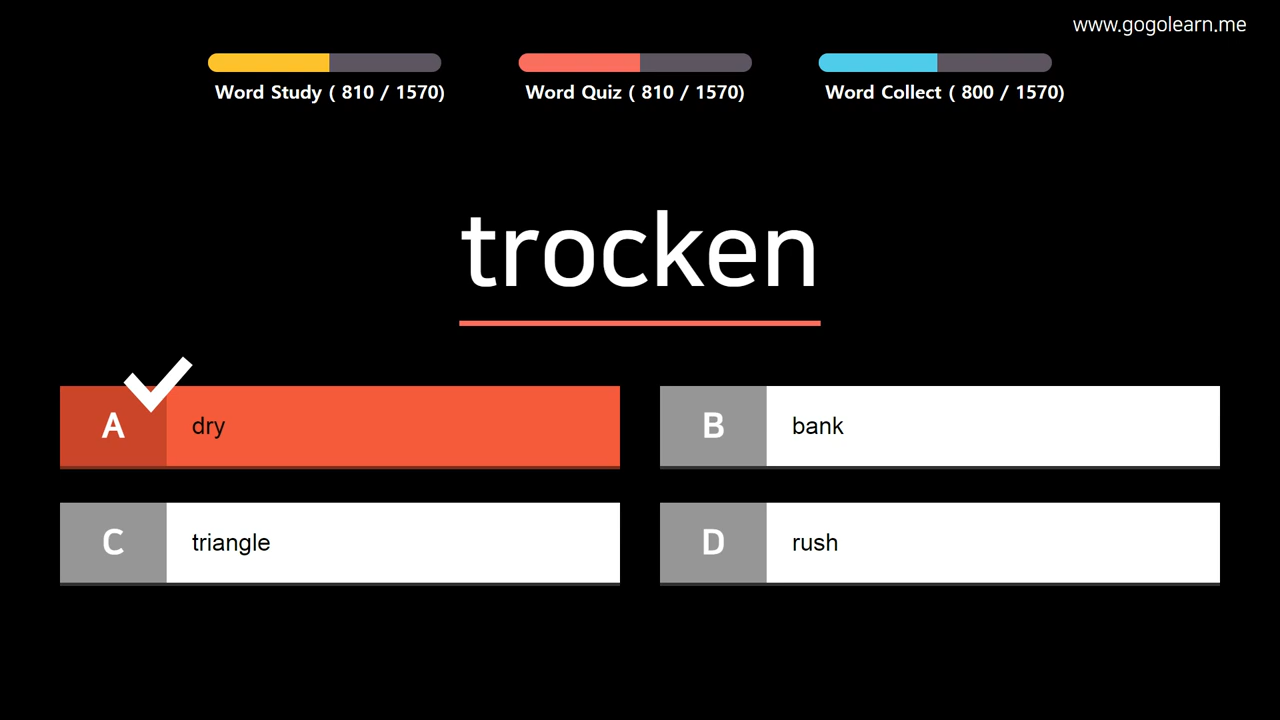 www.gogolearn.me
Word Study ( 810 / 1570)
Word Quiz ( 810 / 1570)
Word Collect ( 800 / 1570)
trocken
A dry
B bank
C triangle
D rush